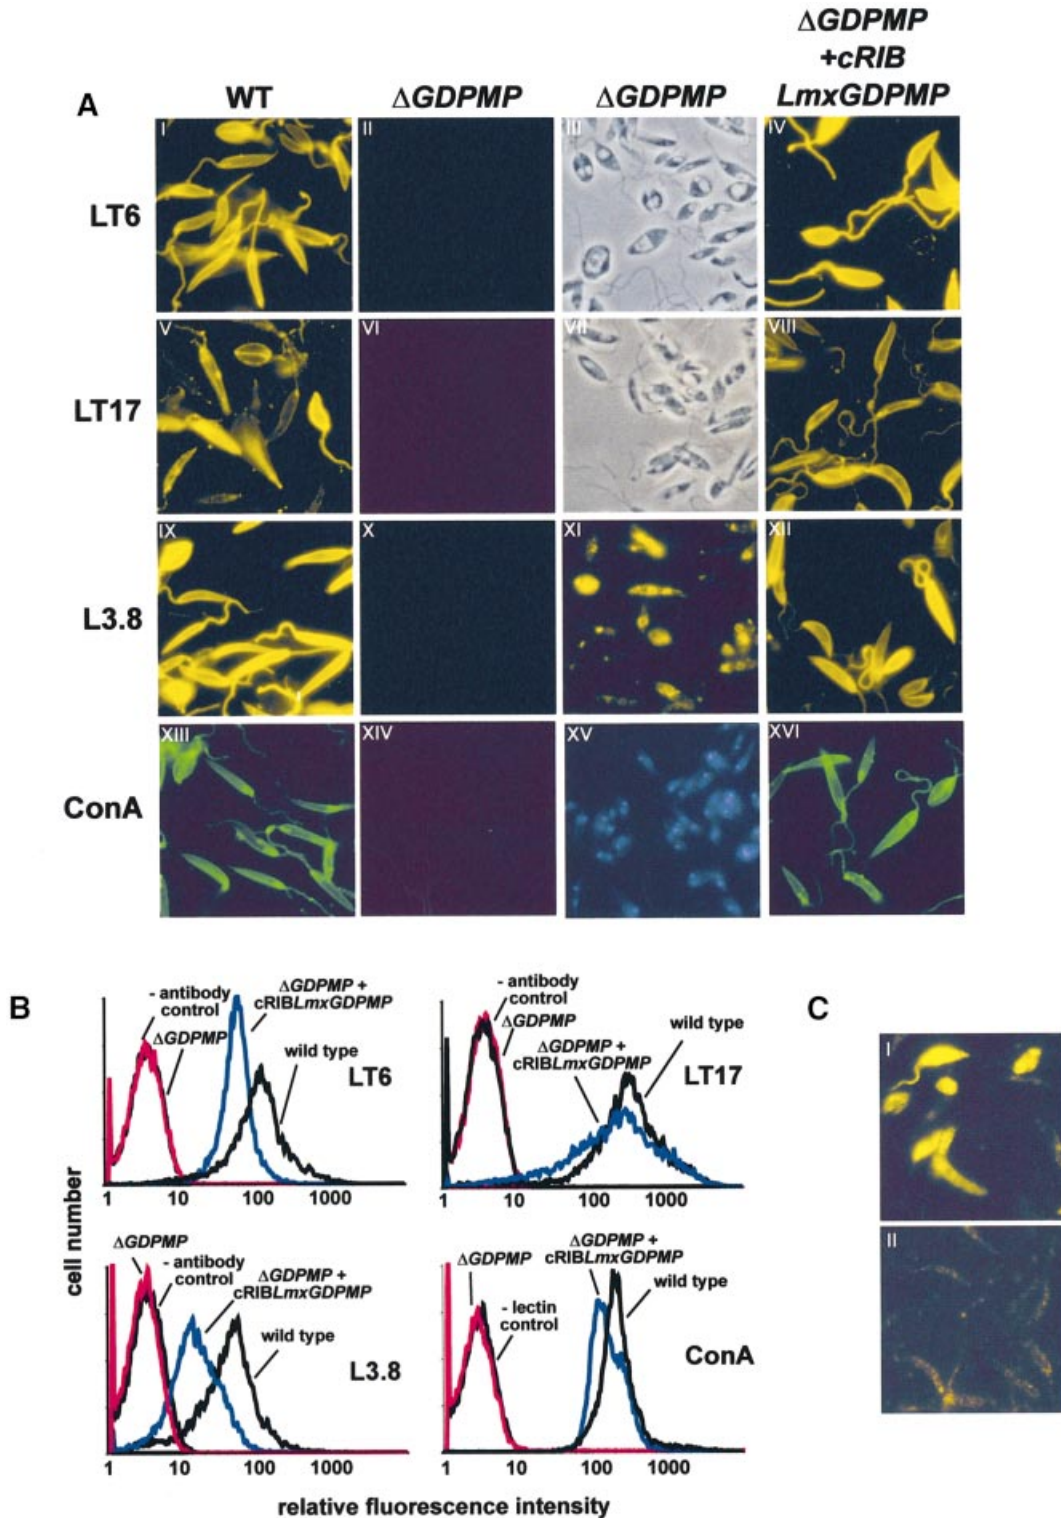 ΔGDPMP
+cRIB
A
WT
ΔGDPMP
ΔGDPMP
LmxGDPMP
I
II
III
IV
LT6
V
VI
VII
VIII
LT17
IX
X
XI
XII
L3.8
XIII
XIV
XV
XVI
ConA
B
- antibody
control
ΔGDPMP
ΔGDPMP +
cRIBLmxGDPMP
wild type
LT6
1 10 100 1000
- antibody
control
ΔGDPMP
ΔGDPMP +
cRIBLmxGDPMP
wild type
LT17
1 10 100 1000
cell number
ΔGDPMP
- antibody
control
ΔGDPMP +
cRIBLmxGDPMP
wild type
L3.8
1 10 100 1000
ΔGDPMP
- lectin
control
ΔGDPMP +
cRIBLmxGDPMP
wild type
ConA
1 10 100 1000
relative fluorescence intensity
C
I
II